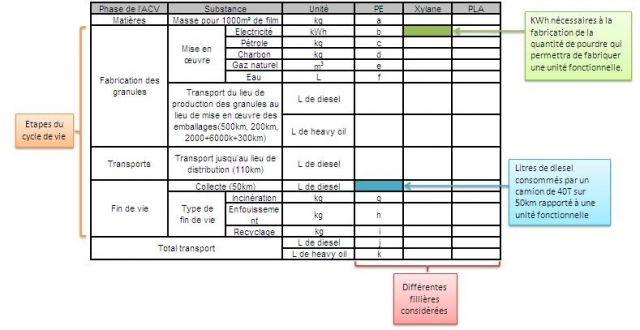 Phase de l'ACV Substance Unité PE Xylane PLA
Matières Masse pour 1000m² de film kg a
Fabrication des granules
Mise en œuvre
Electricité kWh b
Pétrole kg c
Charbon kg d
Gaz naturel m³ e
Eau L f
Transport du lieu de
production des granules au
lieu de mise en œuvre des
emballages(500km, 200km,
2000+6000k+300km)
L de diesel
L de heavy oil
Transports Transport jusqu'au lieu de
distribution (110km)
L de diesel
Fin de vie
Collecte (50km) L de diesel
Type de
fin de vie
Incinération kg g
Enfouisseme
nt
kg h
Recyclage kg i
Total transport
L de diesel j
L de heavy oil k
Etapes du
cycle de vie
KWh nécessaires à la
fabrication de la
quantité de poudre qui
permettra de fabriquer
une unité fonctionnelle.
Litres de diesel
consommés par un
camion de 40T sur
50km rapporté à une
unité fonctionnelle
Différentes
fillières
considérées